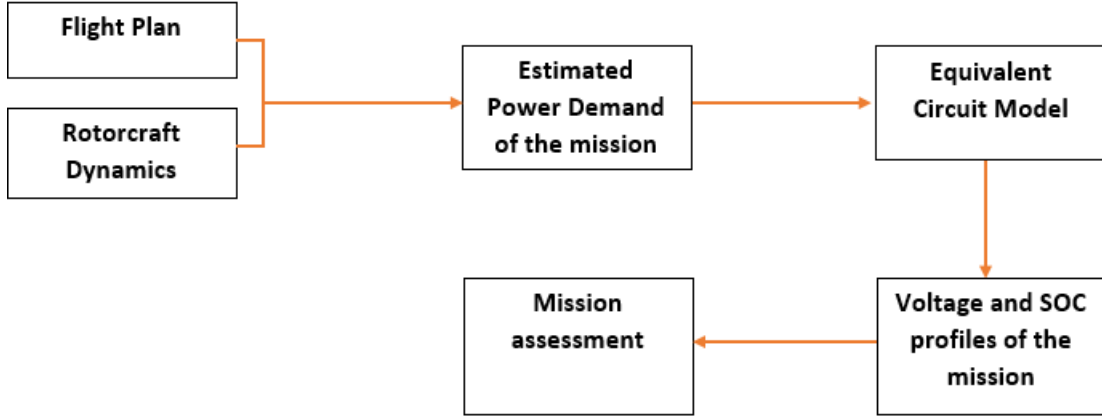 Flight Plan
Rotorcraft
Dynamics
Estimated
Power Demand
of the mission
Equivalent
Circuit Model
Voltage and SOC
profiles of the
mission
Mission
assessment